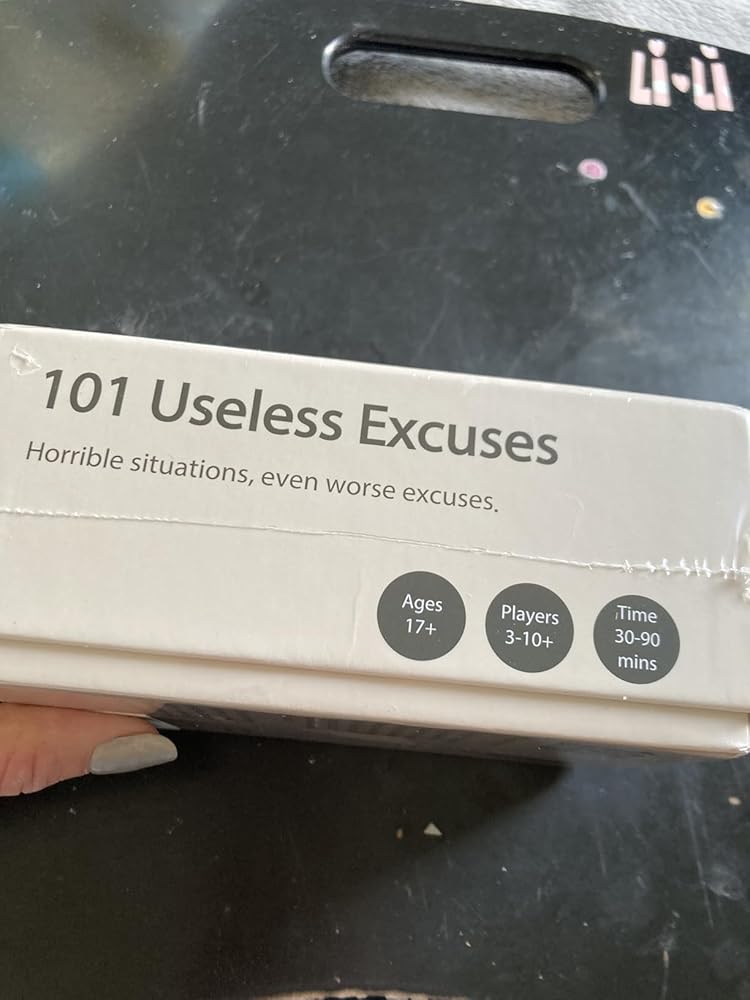 Li Li
101 Useless Excuses
Horrible situations, even worse excuses.
Ages
17+
Players
3-10+
Time
30-90
mins